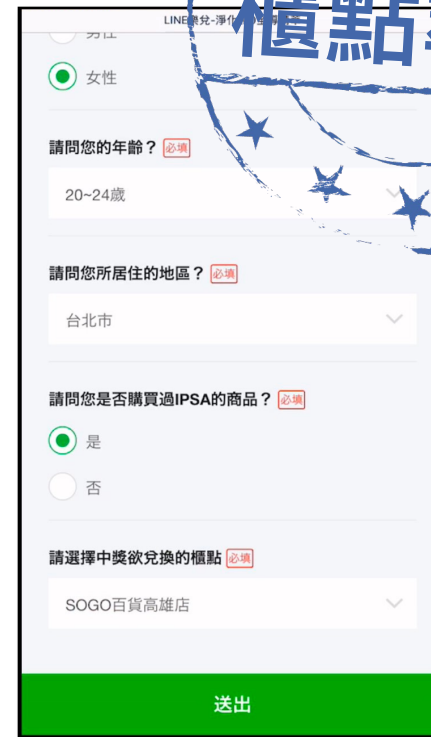 櫃點
女性
請問您的年齡？ 必填
20~24歲
請問您所居住的地區？ 必填
台北市
請問您是否購買過IPSA的商品？ 必填
是
否
請選擇中獎欲兌換的櫃點 必填
SOGO百貨高雄店
送出